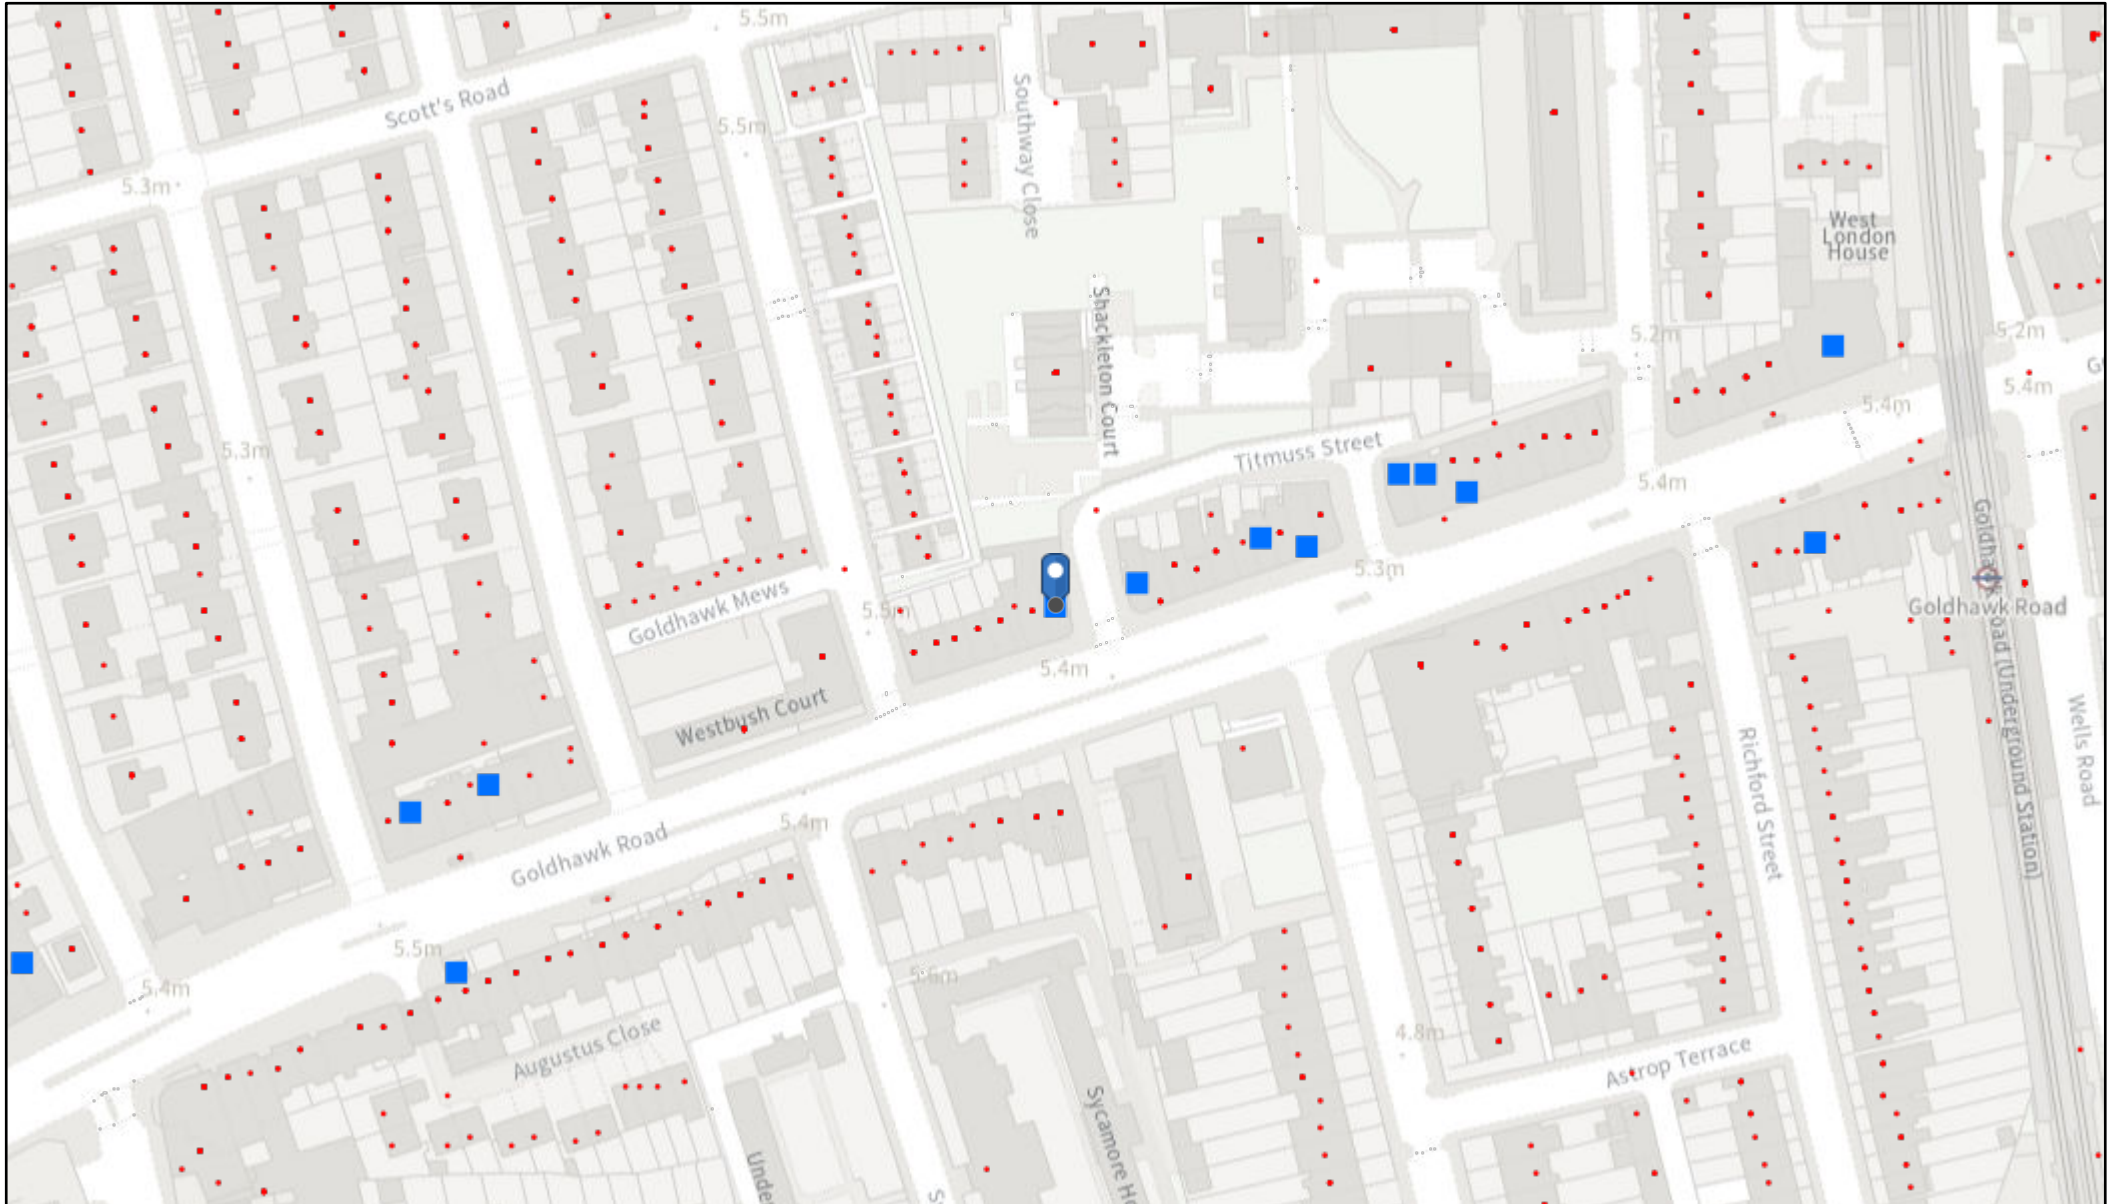 5.5m
Scott's Road
5.5m
Southway Close
5.3m
West
London
House
Shackleton Court
5.2m
5.2m
5.4m
5.4m
Titmuss Street
5.3m
5.4m
Goldhawk Road (Underground Station)
5.3m
Goldhawk Mews
5.5m
Goldhawk Road
5.4m
Westbush Court
Wells Road
Richford Street
5.4m
Goldhawk Road
5.5m
5.6m
5.4m
Augustus Close
4.8m
Astrop Terrace
Sycamore Ho
Unde